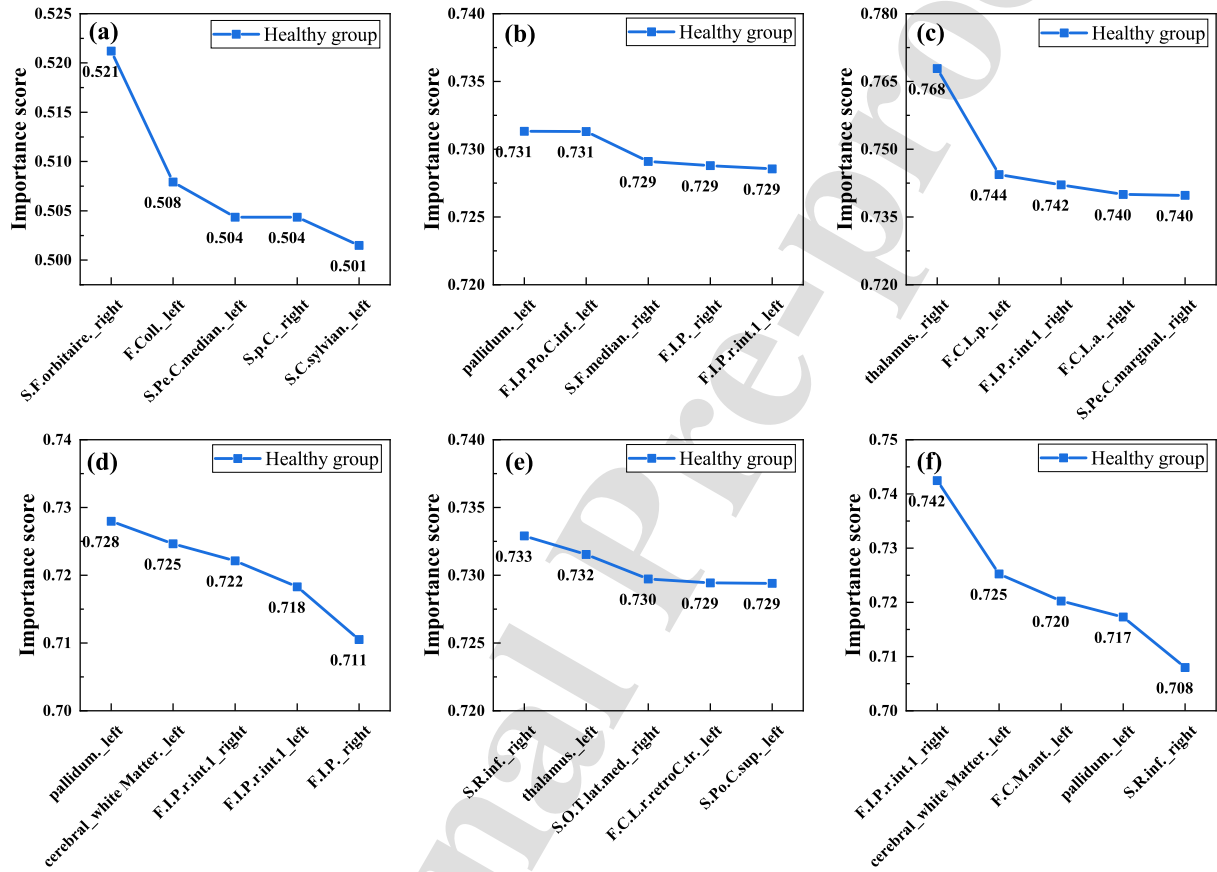 (a)
Healthy group
Importance score
0.525
0.520
0.515
0.510
0.505
0.500
0.521
0.508
0.504
0.504
0.501
S.F.orbitaire._right
F.Coll._left
S.Pe.C.median._left
S.p.C._right
S.C.sylvian._left
(b)
Healthy group
Importance score
0.740
0.735
0.730
0.725
0.720
0.731
0.731
0.729
0.729
0.729
pallidum._left
F.I.P.Po.C.inf._left
S.F.median._right
F.I.P._right
F.I.P.r.int.1_left
(c)
Healthy group
Importance score
0.780
0.765
0.750
0.735
0.720
0.768
0.744
0.742
0.740
0.740
thalamus._right
F.C.L.p._left
F.I.P.r.int.1_right
F.C.L.a._right
S.Pe.C.marginal._right
(d)
Healthy group
Importance score
0.74
0.73
0.72
0.71
0.70
0.728
0.725
0.722
0.718
0.711
pallidum._left
cerebral_white Matter._left
F.I.P.r.int.1_right
F.I.P.r.int.1_left
F.I.P._right
(e)
Healthy group
Importance score
0.740
0.735
0.730
0.725
0.720
0.733
0.732
0.730
0.729
0.729
S.R.inf._right
thalamus._left
S.O.T.lat.med._right
F.C.L.r.retroC.tr._left
S.Po.C.sup._left
(f)
Healthy group
Importance score
0.75
0.74
0.73
0.72
0.71
0.70
0.742
0.725
0.720
0.717
0.708
F.I.P.r.int.1_right
cerebral_white Matter._left
F.C.M.ant._left
pallidum._left
S.R.inf._right
nal Pre-pro